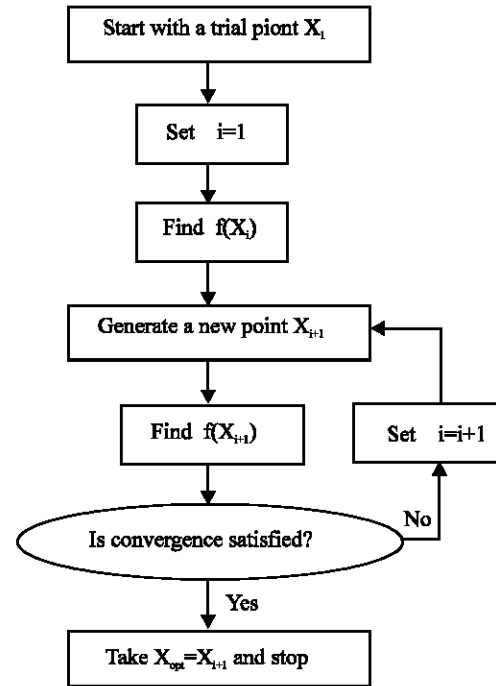 Start with a trial piont X₁
Set i=1
Find f(Xᵢ)
Generate a new point Xᵢ₊₁
Find f(Xᵢ₊₁)
Set i=i+1
Is convergence satisfied?
No
Yes
Take Xₒₚₜ=Xᵢ₊₁ and stop